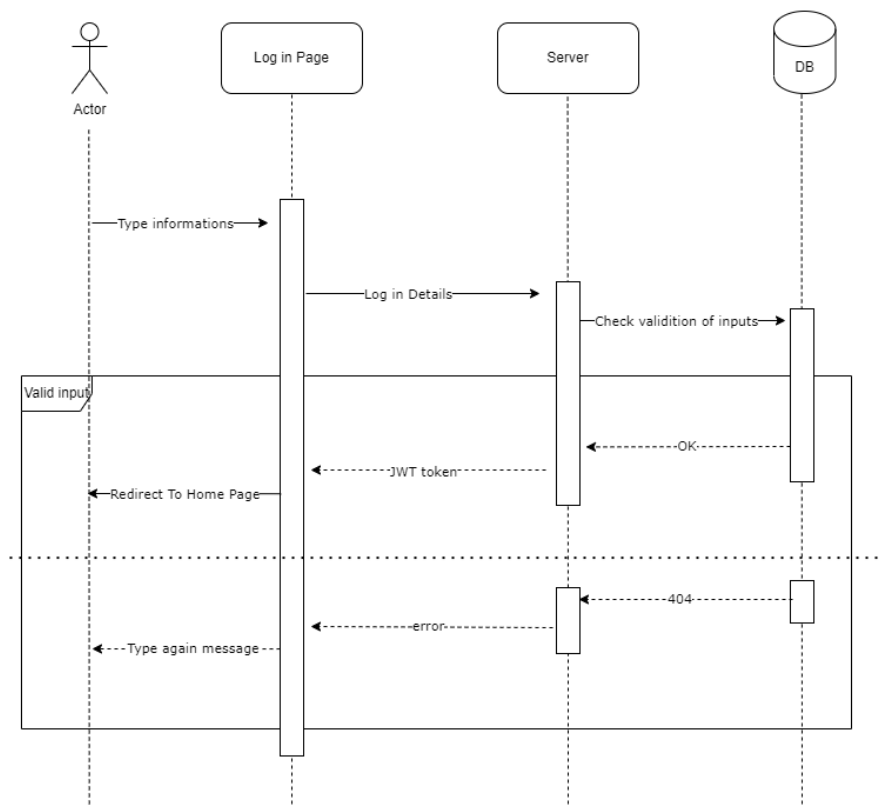 Log in Page
Server
DB
Actor
Type informations
Log in Details
Check validition of inputs
Valid input
OK
JWT token
Redirect To Home Page
404
error
Type again message